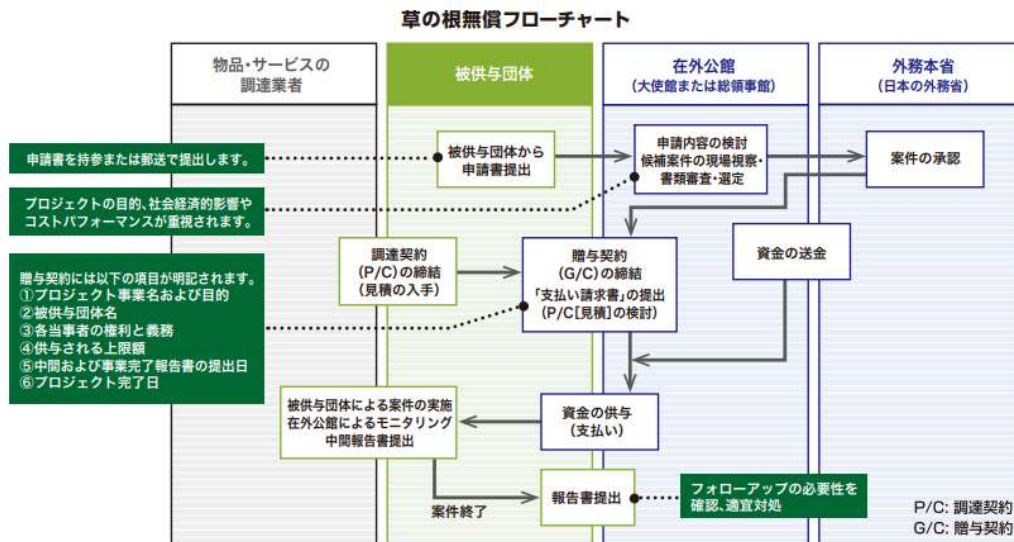 草の根無償フローチャート
物品・サービスの
調達業者
被供与団体
在外公館
(大使館または総領事館)
外務本省
(日本の外務省)
申請書を持参または郵送で提出します。
被供与団体から
申請書提出
申請内容の検討
候補案件の現場視察・
書類審査・選定
案件の承認
プロジェクトの目的、社会経済的影響や
コストパフォーマンスが重視されます。
調達契約
(P/C)の締結
(見積の入手)
贈与契約
(G/C)の締結
「支払い請求書」の提出
(P/C[見積]の検討)
資金の送金
贈与契約には以下の項目が明記されます。
①プロジェクト事業名および目的
②被供与団体名
③各当事者の権利と義務
④供与される上限額
⑤中間および事業完了報告書の提出日
⑥プロジェクト完了日
被供与団体による案件の実施
在外公館によるモニタリング
中間報告書提出
資金の供与
(支払い)
案件終了
報告書提出
フォローアップの必要性を
確認、適宜対処
P/C: 調達契約
G/C: 贈与契約